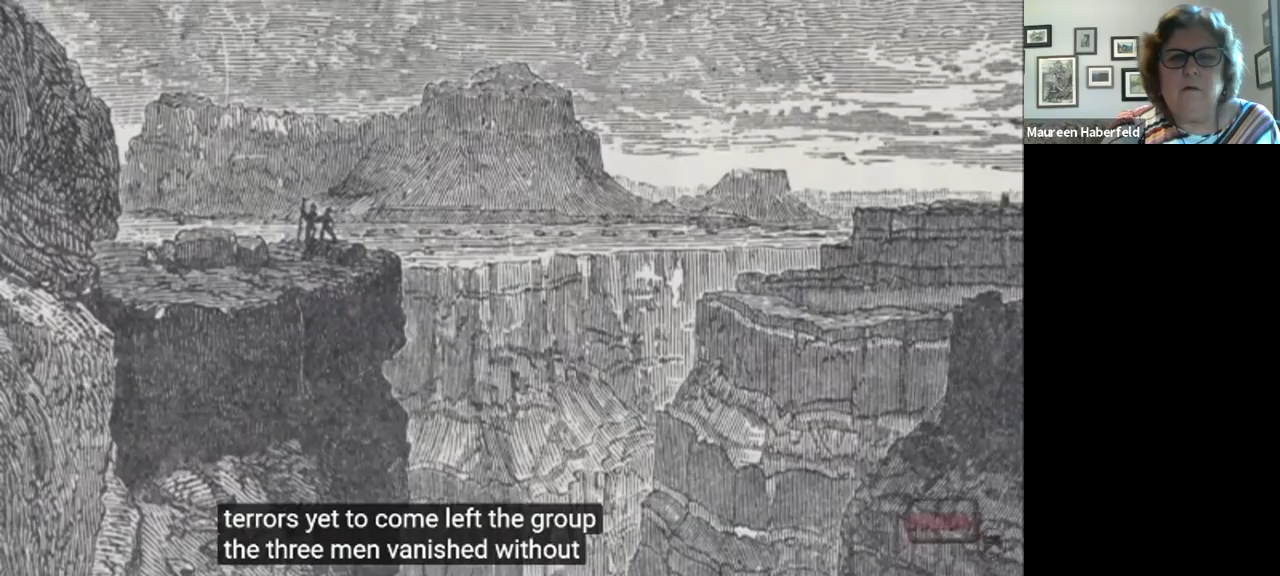 Maureen Haberfeld
terrors yet to come left the group
the three men vanished without